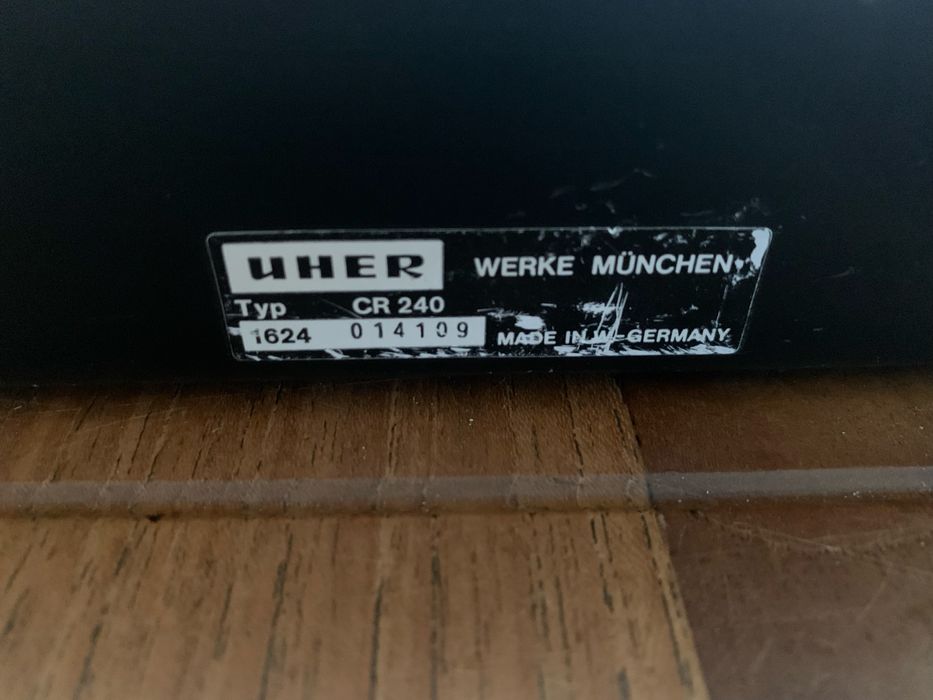 UHER WERKE MÜNCHEN
Typ CR 240
1624 014109 MADE IN W.-GERMANY